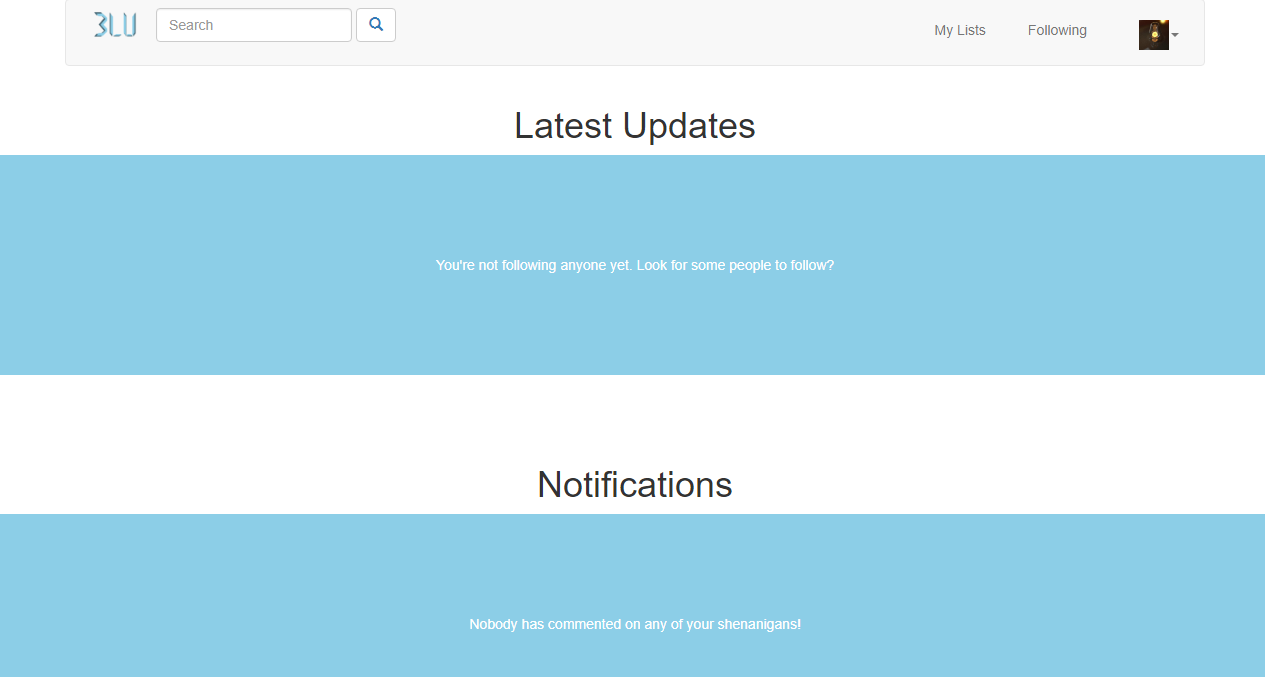 3LU
Search
My Lists
Following
Latest Updates
You're not following anyone yet. Look for some people to follow?
Notifications
Nobody has commented on any of your shenanigans!